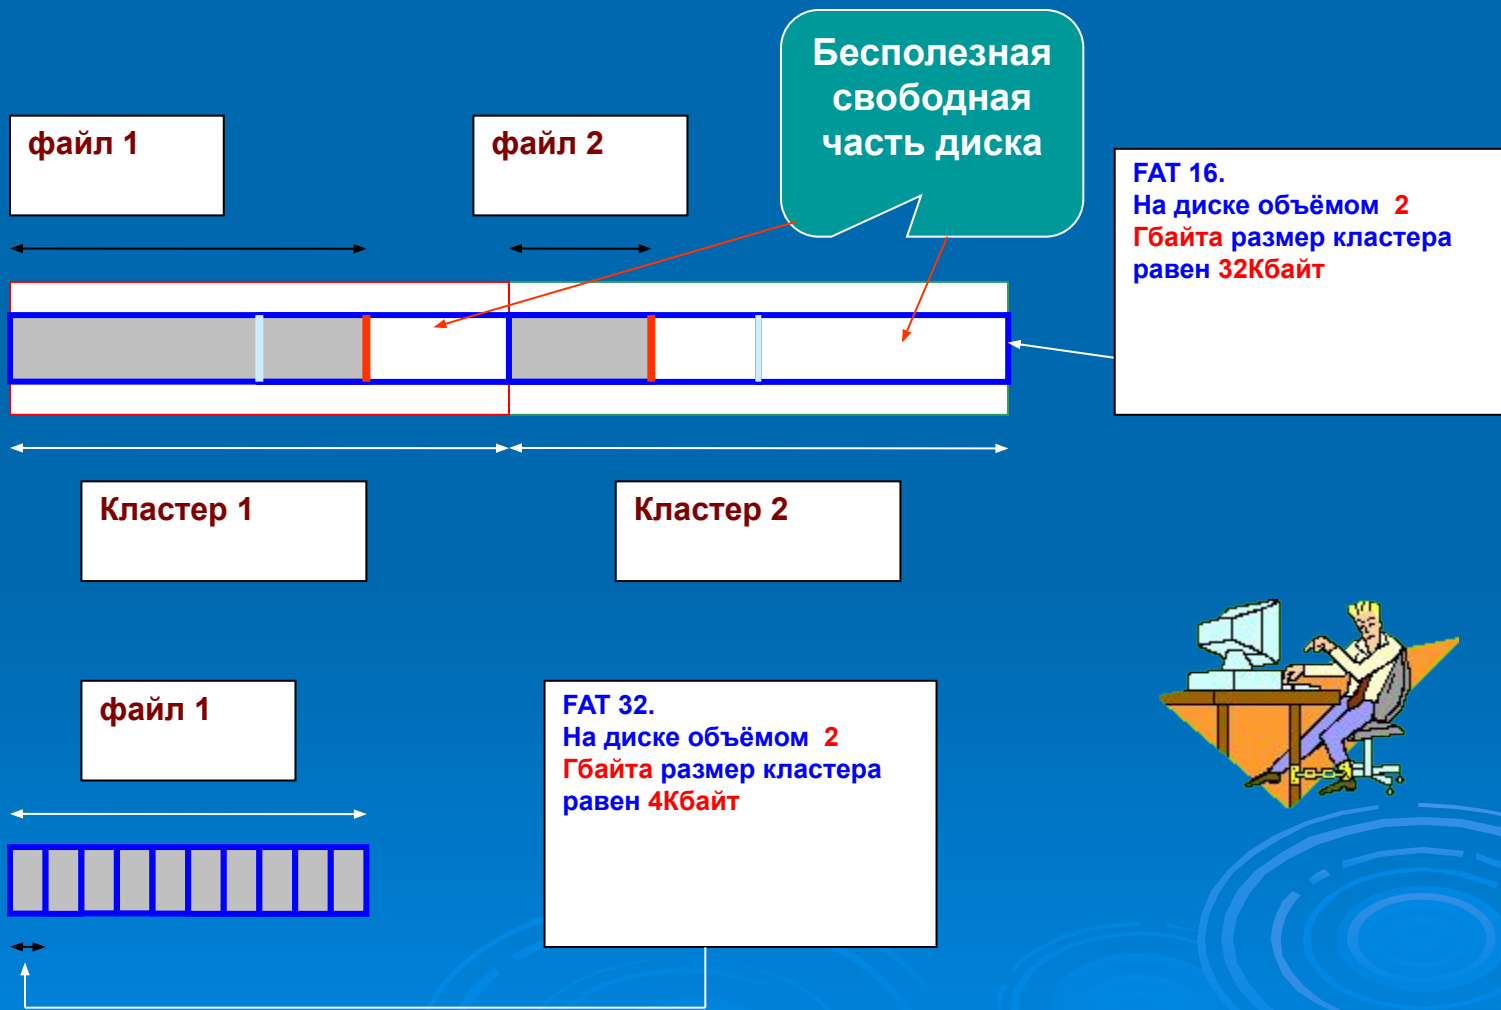 Бесполезная
свободная
часть диска
файл 1
файл 2
FAT 16.
На диске объёмом 2
Гбайта размер кластера
равен 32Кбайт
Кластер 1
Кластер 2
файл 1
FAT 32.
На диске объёмом 2
Гбайта размер кластера
равен 4Кбайт